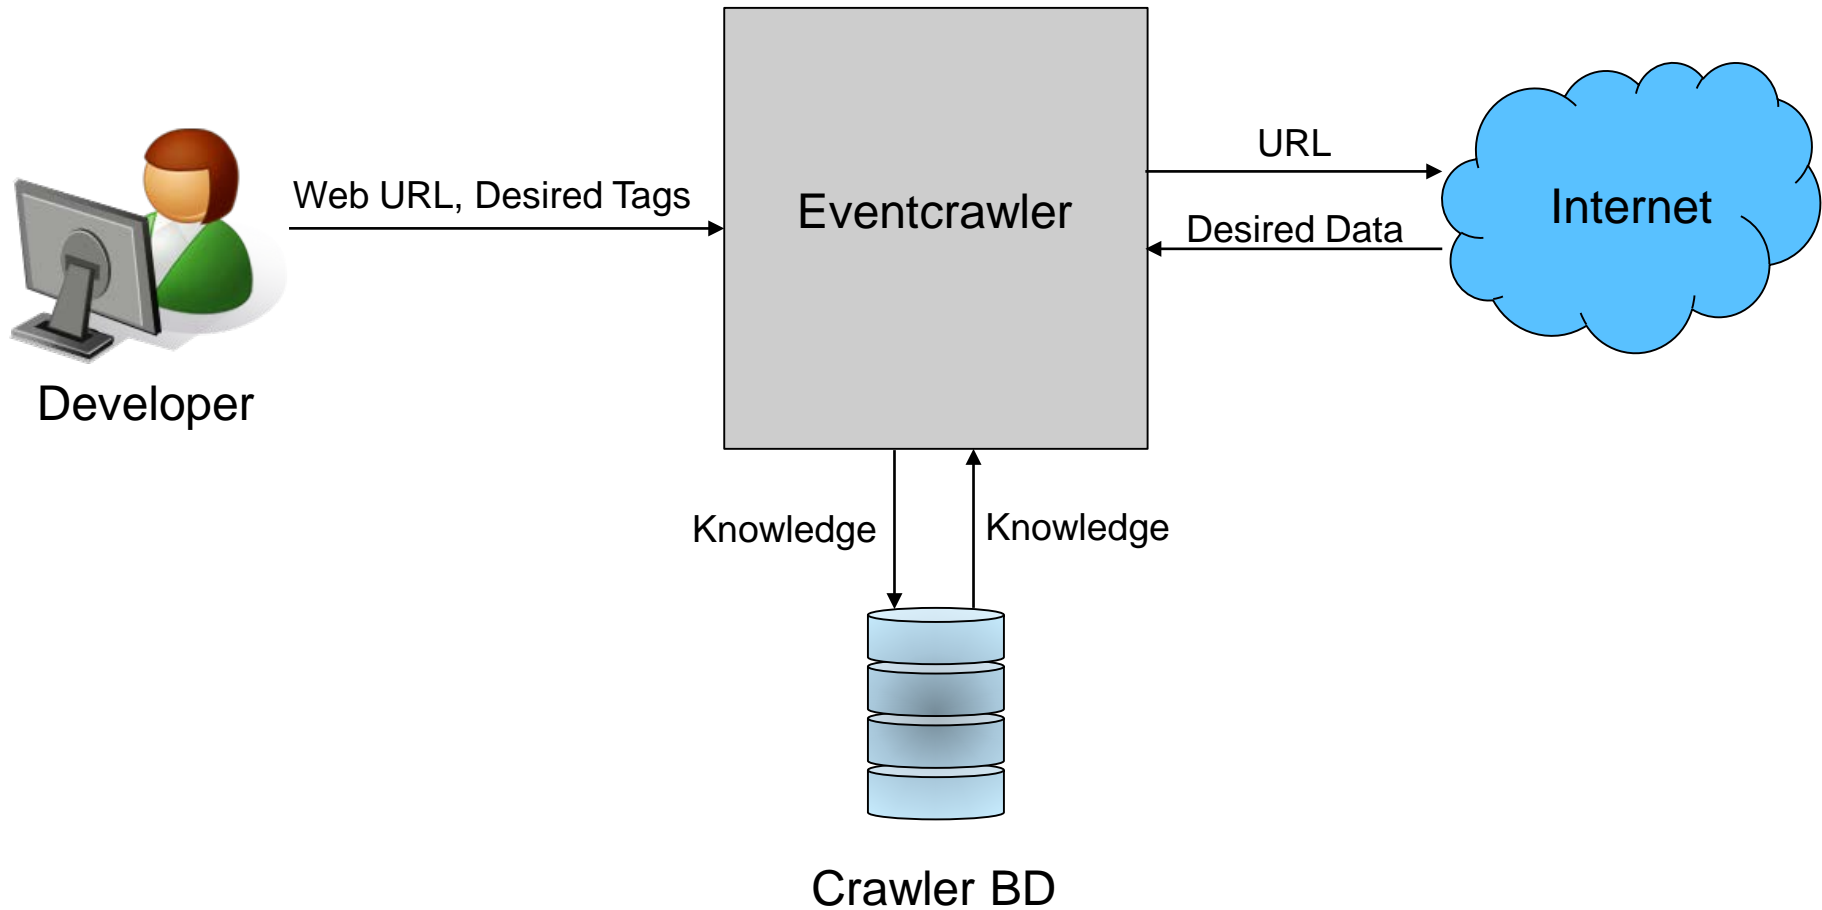 Web URL, Desired Tags
Eventcrawler
URL
Desired Data
Internet
Developer
Knowledge
Knowledge
Crawler BD